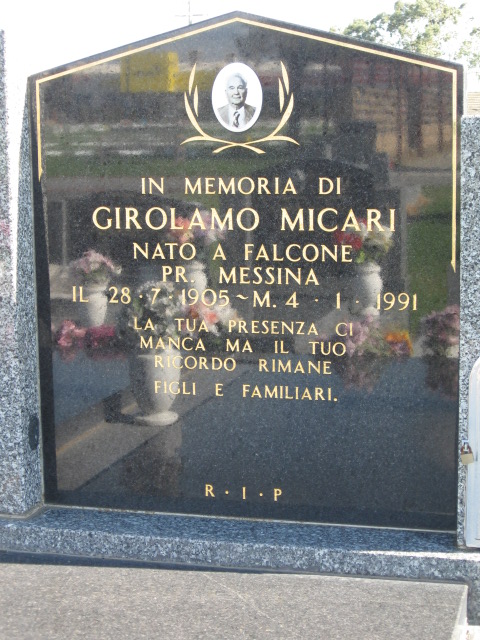 IN MEMORIA DI
GIROLAMO MICARI
NATO A FALCONE
PR. MESSINA
IL 28·7·1905~M. 4·1·1991
LA TUA PRESENZA CI
MANCA MA IL TUO
RICORDO RIMANE
FIGLI E FAMILIARI.
R·I·P